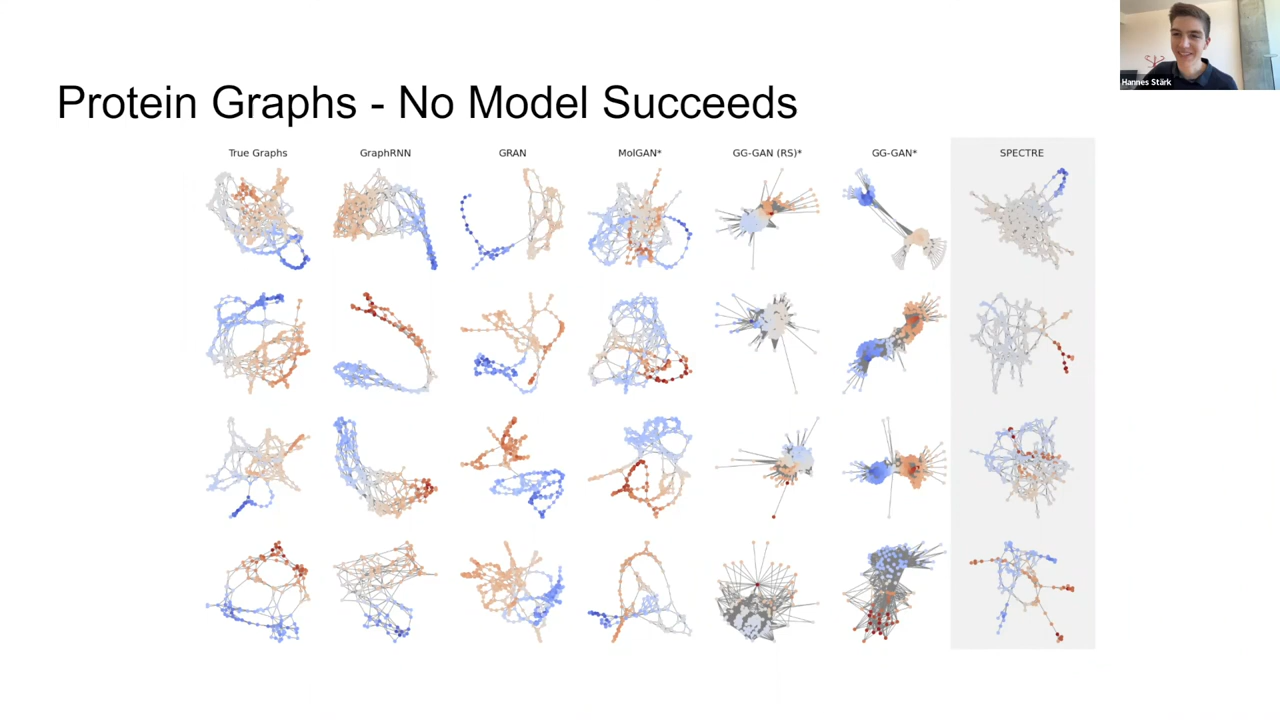 Hannes Stärk
Protein Graphs - No Model Succeeds
True Graphs GraphRNN GRAN MolGAN* GG-GAN (RS)* GG-GAN* SPECTRE